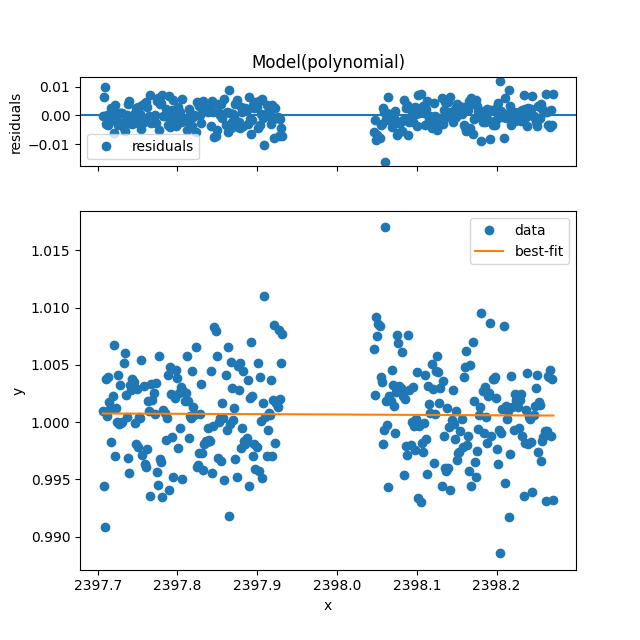 Model(polynomial)
0.01
0.00
−0.01
residuals
residuals
1.015
1.010
1.005
1.000
0.995
0.990
y
data
best-fit
2397.7 2397.8 2397.9 2398.0 2398.1 2398.2
x